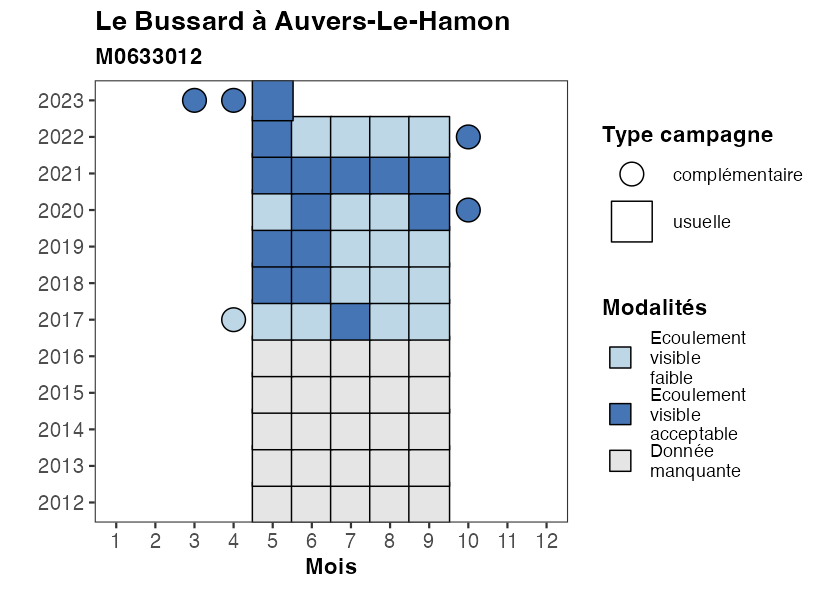 Le Bussard à Auvers-Le-Hamon
M0633012
2023
2022
2021
2020
2019
2018
2017
2016
2015
2014
2013
2012
1 2 3 4 5 6 7 8 9 10 11 12
Mois
Type campagne
complémentaire
usuelle
Modalités
Ecoulement
visible
faible
Ecoulement
visible
acceptable
Donnée
manquante